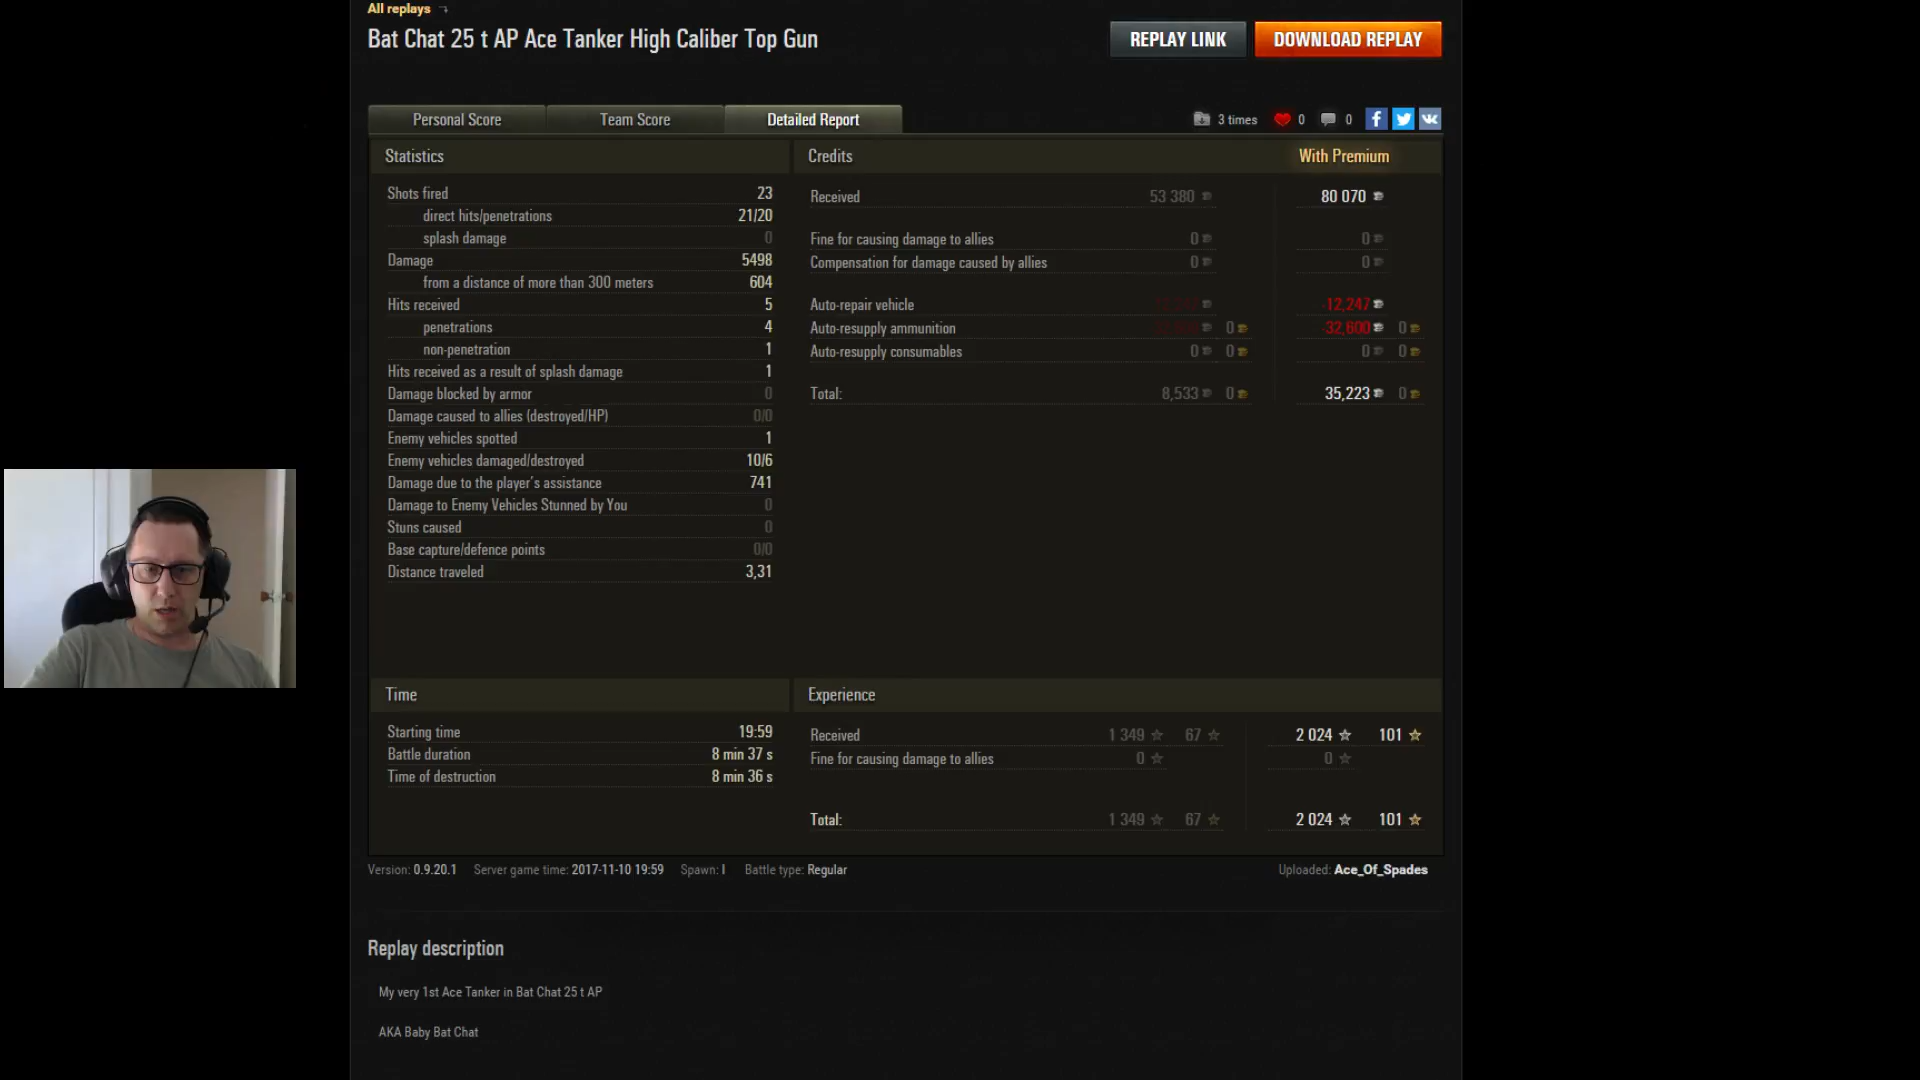 All replays
Bat Chat 25 t AP Ace Tanker High Caliber Top Gun
REPLAY LINK
DOWNLOAD REPLAY
Personal Score
Team Score
Detailed Report
3 times
0
0
Statistics
Shots fired 23
direct hits/penetrations 21/20
splash damage 0
Damage 5498
from a distance of more than 300 meters 604
Hits received 5
penetrations 4
non-penetration 1
Hits received as a result of splash damage 1
Damage blocked by armor 0
Damage caused to allies (destroyed/HP) 0/0
Enemy vehicles spotted 1
Enemy vehicles damaged/destroyed 10/6
Damage due to the player's assistance 741
Damage to Enemy Vehicles Stunned by You 0
Stuns caused 0
Base capture/defence points 0/0
Distance traveled 3,31
Credits With Premium
Received 53 380 80 070
Fine for causing damage to allies 0 0
Compensation for damage caused by allies 0 0
Auto-repair vehicle -12,247
Auto-resupply ammunition 0 -32,600 0
Auto-resupply consumables 0 0 0 0
Total: 8,533 0 35,223 0
Time
Starting time 19:59
Battle duration 8 min 37 s
Time of destruction 8 min 36 s
Experience
Received 1 349 67 2 024 101
Fine for causing damage to allies 0 0
Total: 1 349 67 2 024 101
Version: 0.9.20.1 Server game time: 2017-11-10 19:59 Spawn: I Battle type: Regular
Uploaded: Ace_Of_Spades
Replay description
My very 1st Ace Tanker in Bat Chat 25 t AP
AKA Baby Bat Chat